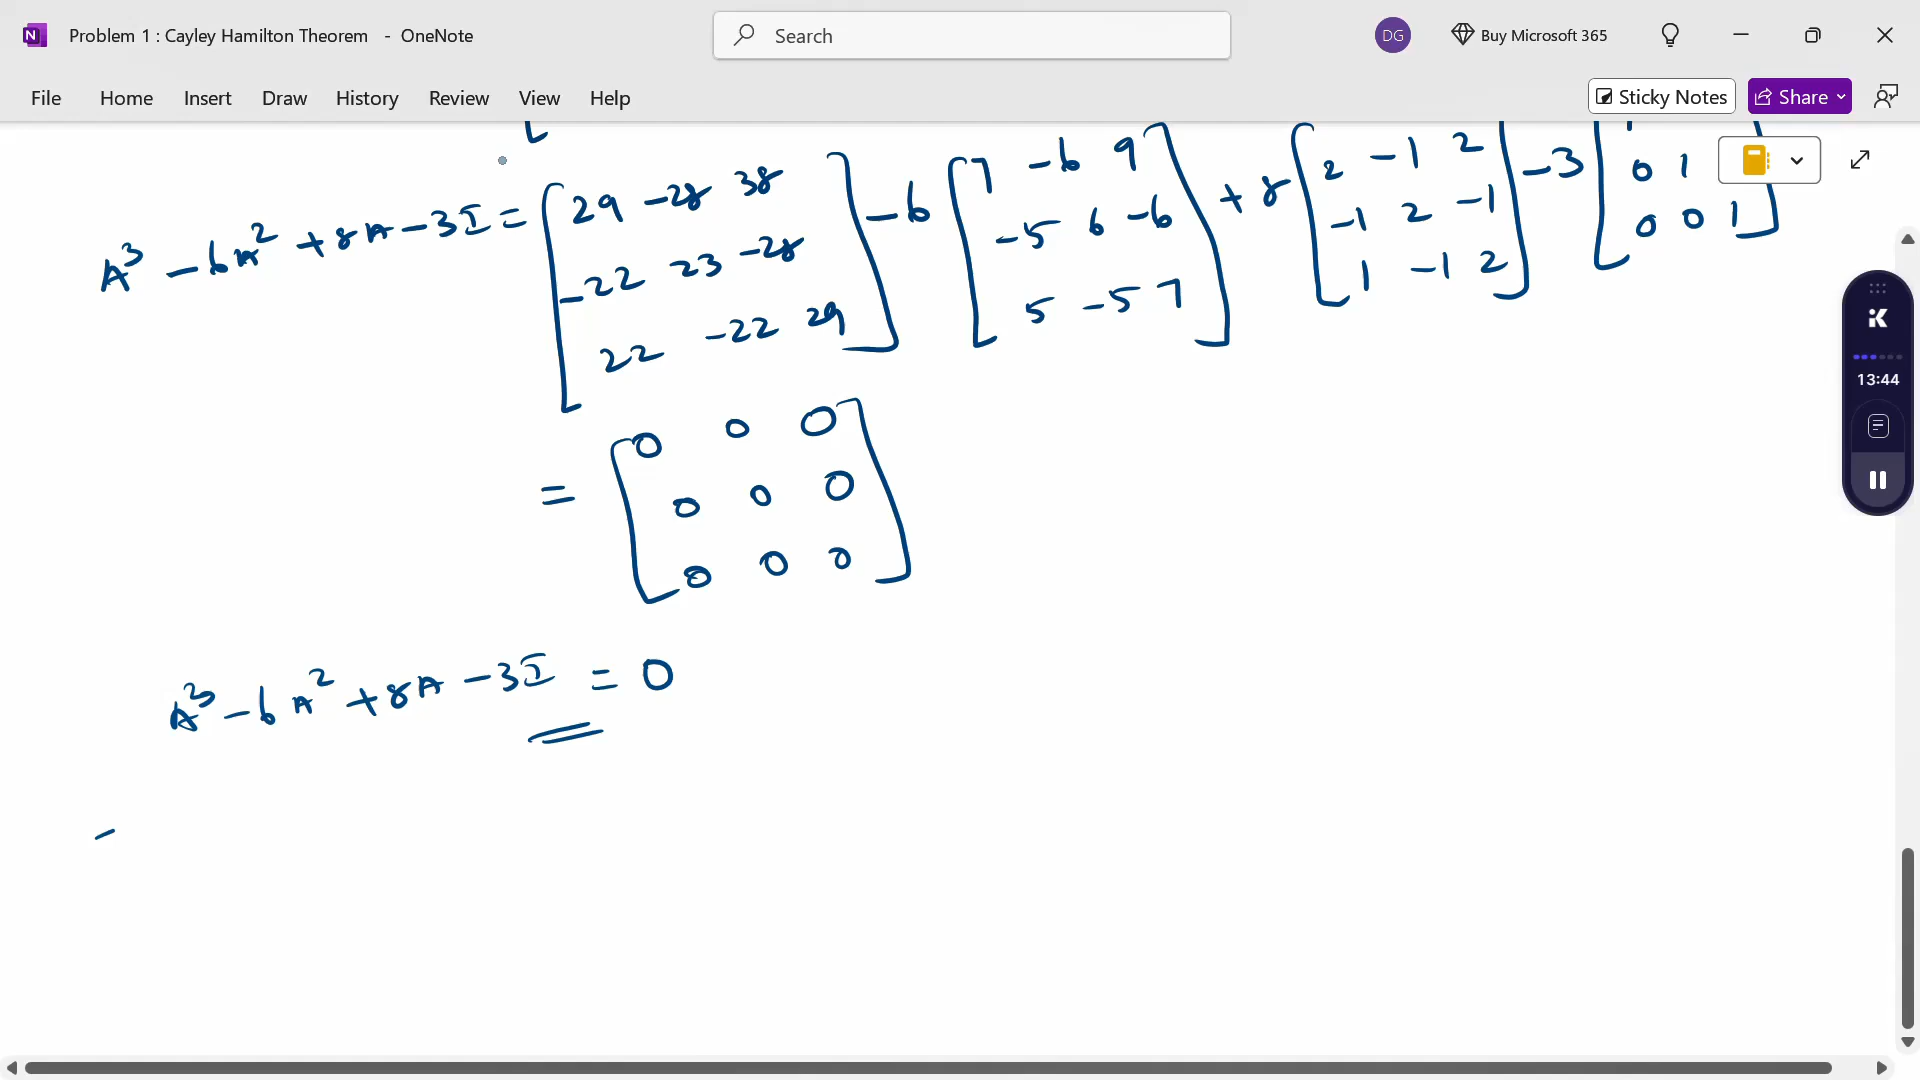 Problem 1 : Cayley Hamilton Theorem - OneNote
Search
DG
Buy Microsoft 365
File Home Insert Draw History Review View Help
Sticky Notes
Share
A³ - 6A² + 8A - 3I = [29 -28 38
-22 23 -28
22 -22 29] - 6 [7 -6 9
-5 6 -6
5 -5 7] + 8 [2 -1 2
-1 2 -1
1 -1 2] - 3 [
0 1
0 0 1]
= [0 0 0
0 0 0
0 0 0]
A³ - 6A² + 8A - 3I = 0
13:44